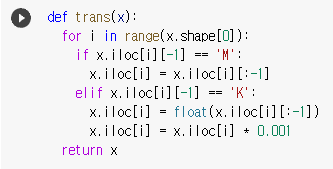 def trans(x):
for i in range(x.shape[0]):
if x.iloc[i][-1] == 'M':
x.iloc[i] = x.iloc[i][:-1]
elif x.iloc[i][-1] == 'K':
x.iloc[i] = float(x.iloc[i][:-1])
x.iloc[i] = x.iloc[i] * 0.001
return x